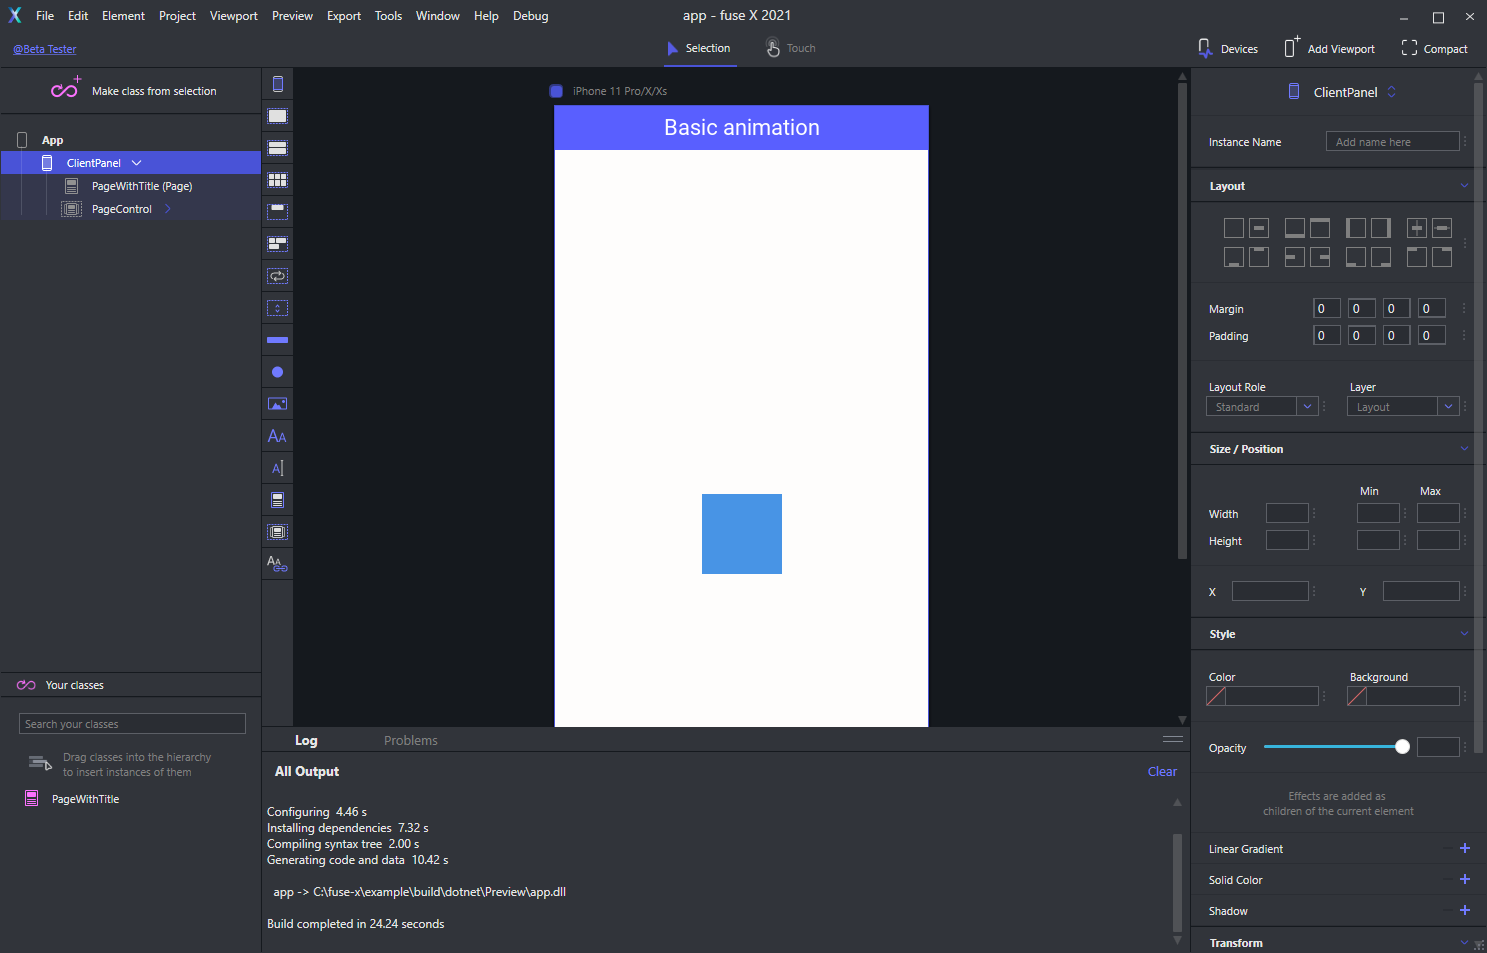 File Edit Element Project Viewport Preview Export Tools Window Help Debug
app - fuse X 2021
@Beta Tester
Selection
Touch
Devices
Add Viewport
Compact
Make class from selection
App
ClientPanel
PageWithTitle (Page)
PageControl
Your classes
Search your classes
Drag classes into the hierarchy
to insert instances of them
PageWithTitle
iPhone 11 Pro/X/Xs
Basic animation
Log
Problems
All Output
Clear
Configuring 4.46 s
Installing dependencies 7.32 s
Compiling syntax tree 2.00 s
Generating code and data 10.42 s
app -> C:\fuse-x\example\build\dotnet\Preview\app.dll
Build completed in 24.24 seconds
ClientPanel
Instance Name
Add name here
Layout
Margin 0 0 0 0
Padding 0 0 0 0
Layout Role Layer
Standard Layout
Size / Position
Min Max
Width
Height
X Y
Style
Color Background
Opacity
Effects are added as
children of the current element
Linear Gradient
Solid Color
Shadow
Transform